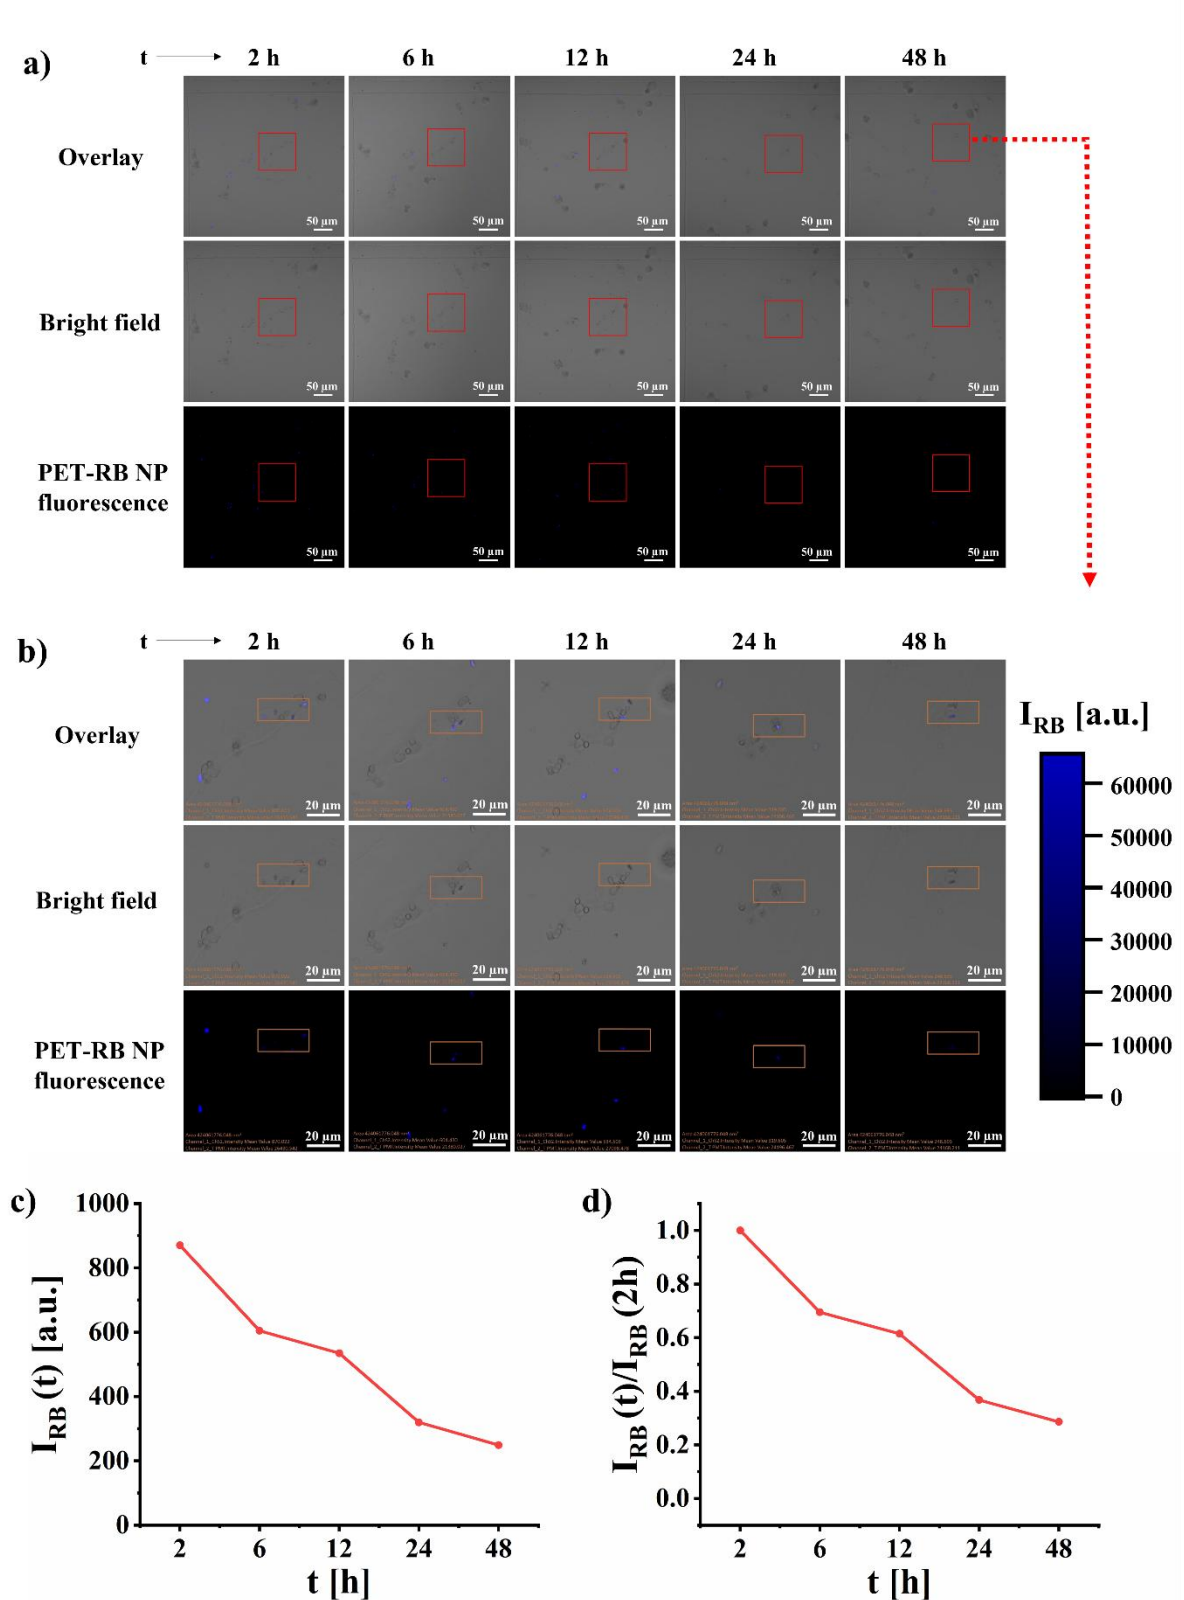 a)
t 2 h 6 h 12 h 24 h 48 h
Overlay
50 µm 50 µm 50 µm 50 µm 50 µm
Bright field
50 µm 50 µm 50 µm 50 µm 50 µm
PET-RB NP
fluorescence
50 µm 50 µm 50 µm 50 µm 50 µm
b)
t 2 h 6 h 12 h 24 h 48 h
Overlay
20 µm 20 µm 20 µm 20 µm 20 µm
Bright field
20 µm 20 µm 20 µm 20 µm 20 µm
PET-RB NP
fluorescence
20 µm 20 µm 20 µm 20 µm 20 µm
I_RB [a.u.]
60000
50000
40000
30000
20000
10000
0
c)
I_RB (t) [a.u.]
1000
800
600
400
200
0
2 6 12 24 48
t [h]
d)
I_RB (t)/I_RB (2h)
1.0
0.8
0.6
0.4
0.2
0.0
2 6 12 24 48
t [h]